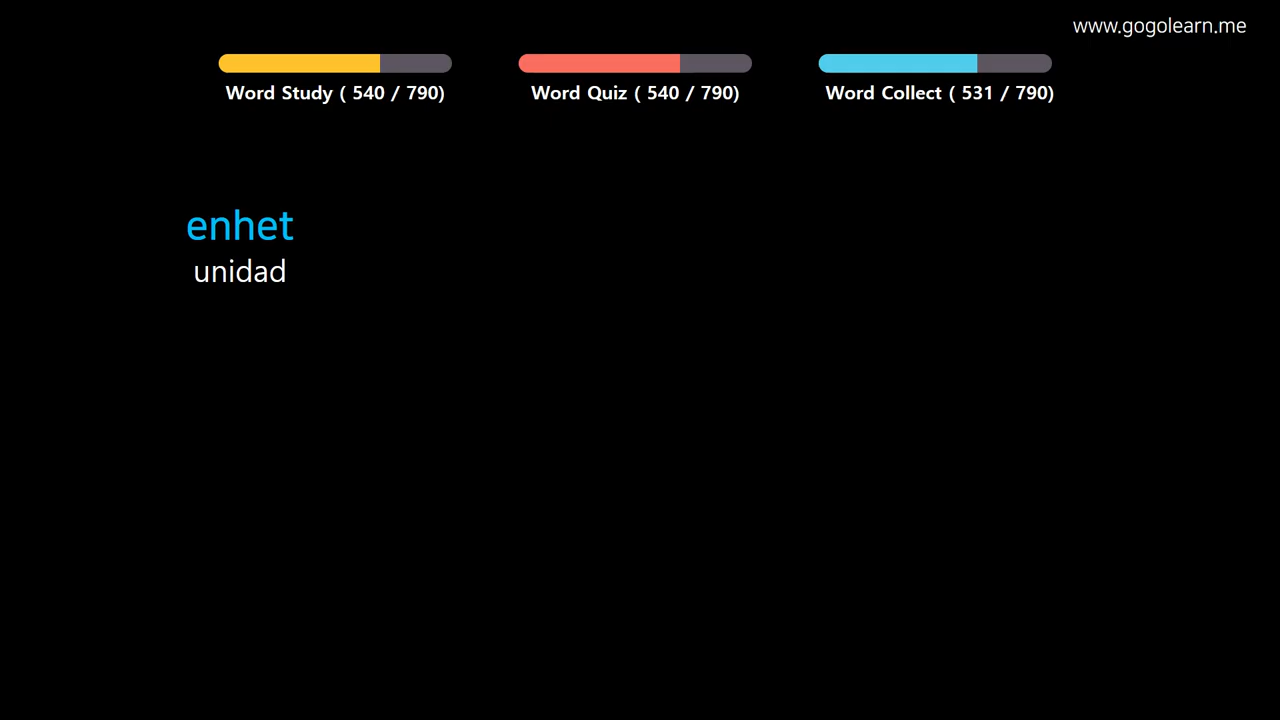 www.gogolearn.me
Word Study ( 540 / 790)
Word Quiz ( 540 / 790)
Word Collect ( 531 / 790)
enhet
unidad